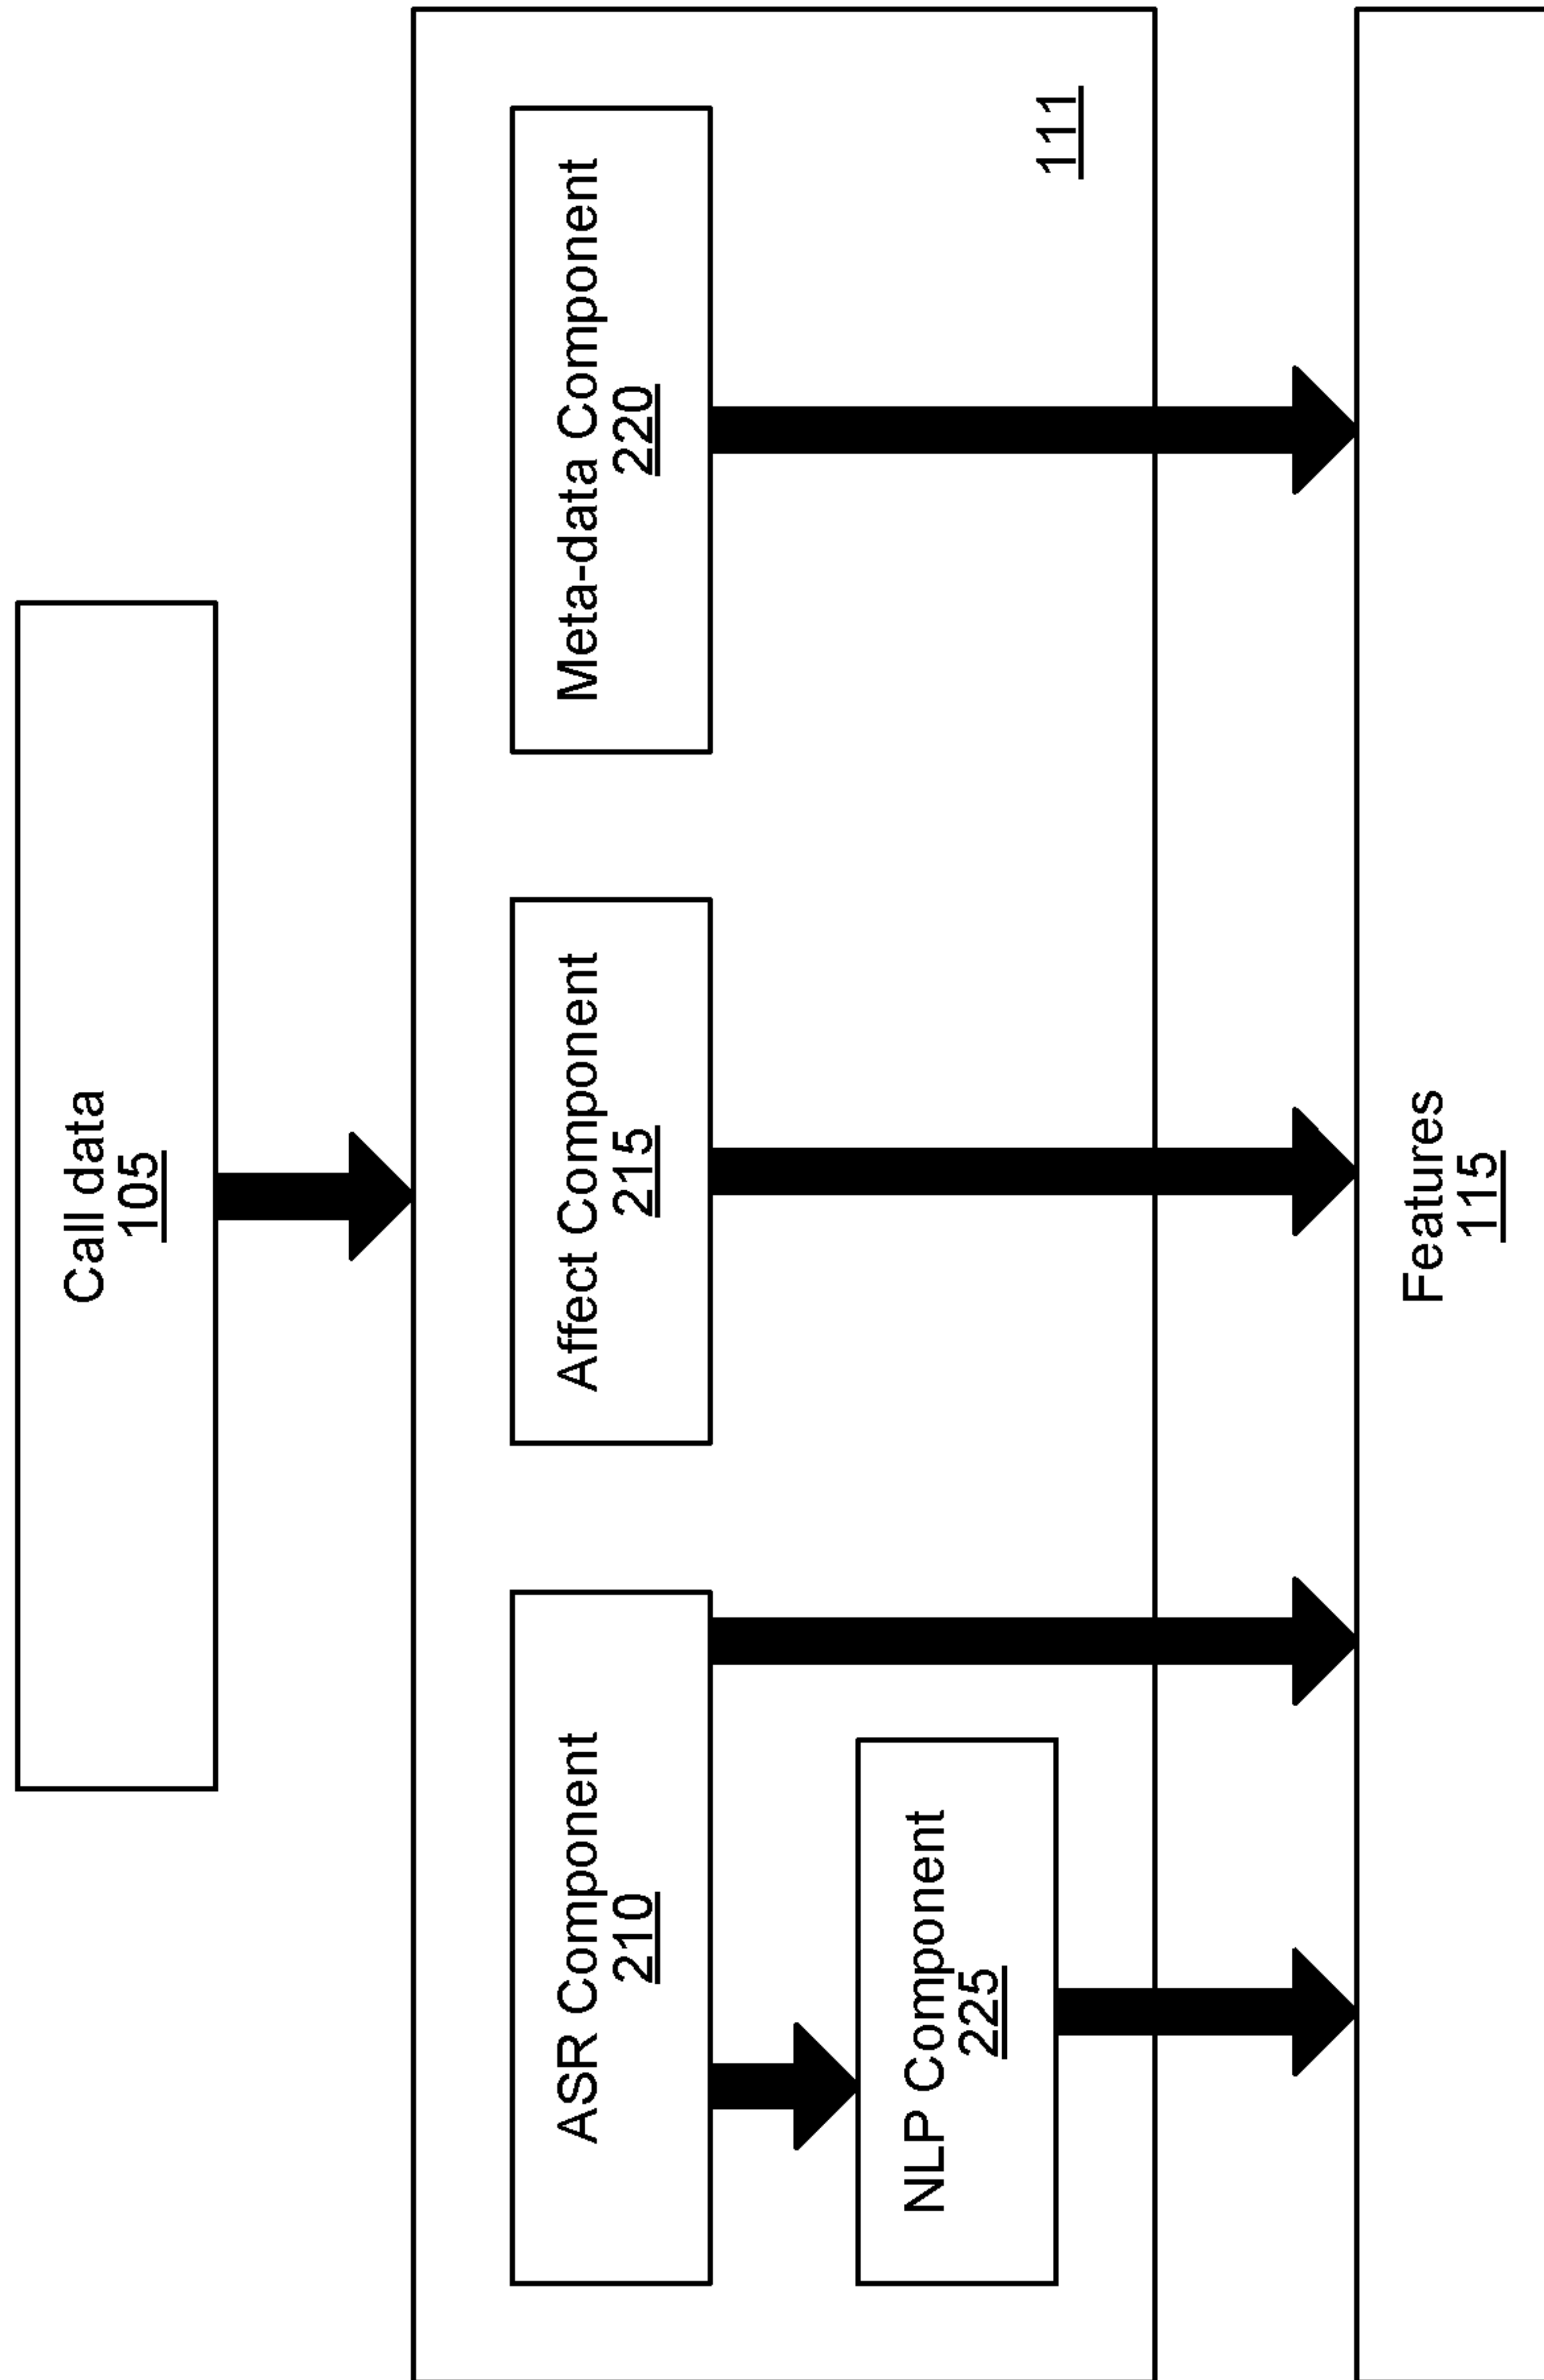 Call data
105
ASR Component
210
Affect Component
215
Meta-data Component
220
NLP Component
225
111
Features
115